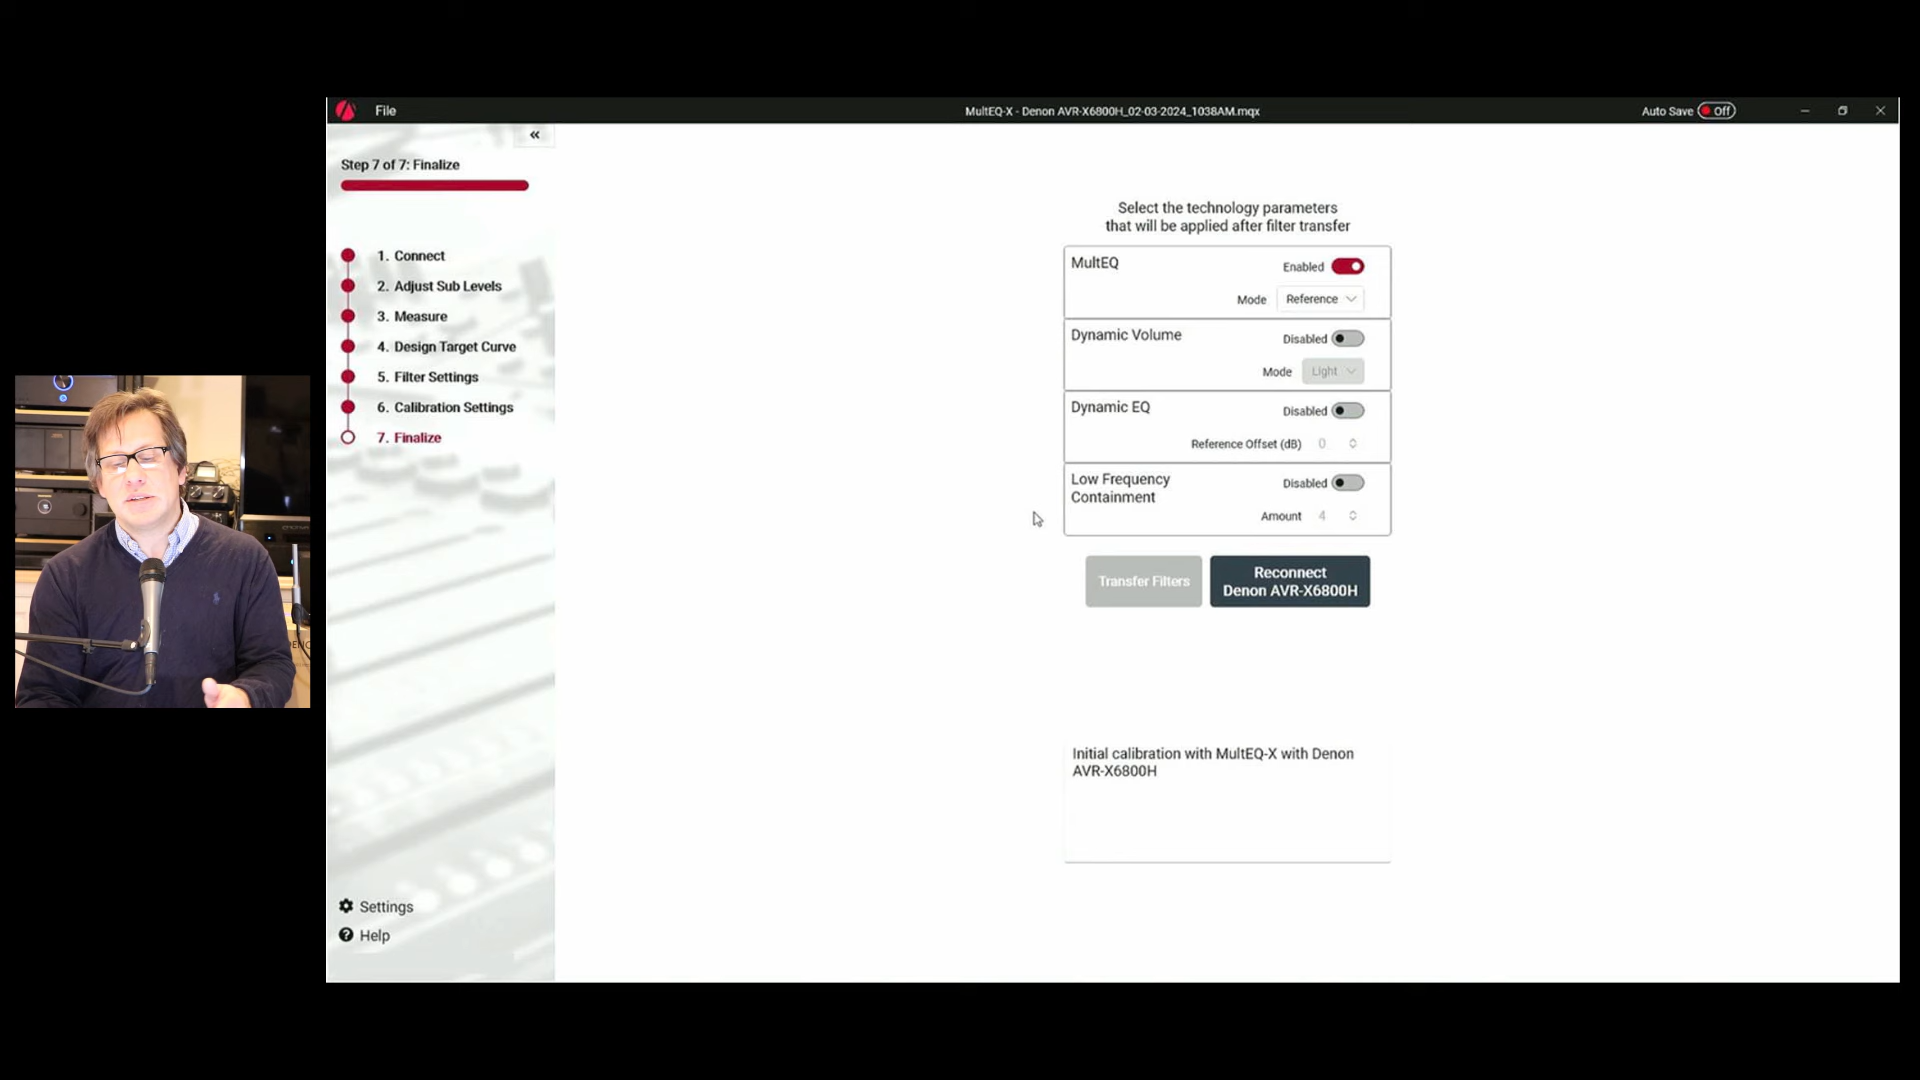 File
MultEQ-X - Denon AVR-X6800H_02-03-2024_1038AM.mqx
Auto Save Off
«
Step 7 of 7: Finalize
1. Connect
2. Adjust Sub Levels
3. Measure
4. Design Target Curve
5. Filter Settings
6. Calibration Settings
7. Finalize
Settings
Help
Select the technology parameters
that will be applied after filter transfer
MultEQ
Enabled
Mode Reference
Dynamic Volume
Disabled
Mode Light
Dynamic EQ
Disabled
Reference Offset (dB) 0
Low Frequency
Containment
Disabled
Amount 4
Transfer Filters
Reconnect
Denon AVR-X6800H
Initial calibration with MultEQ-X with Denon
AVR-X6800H